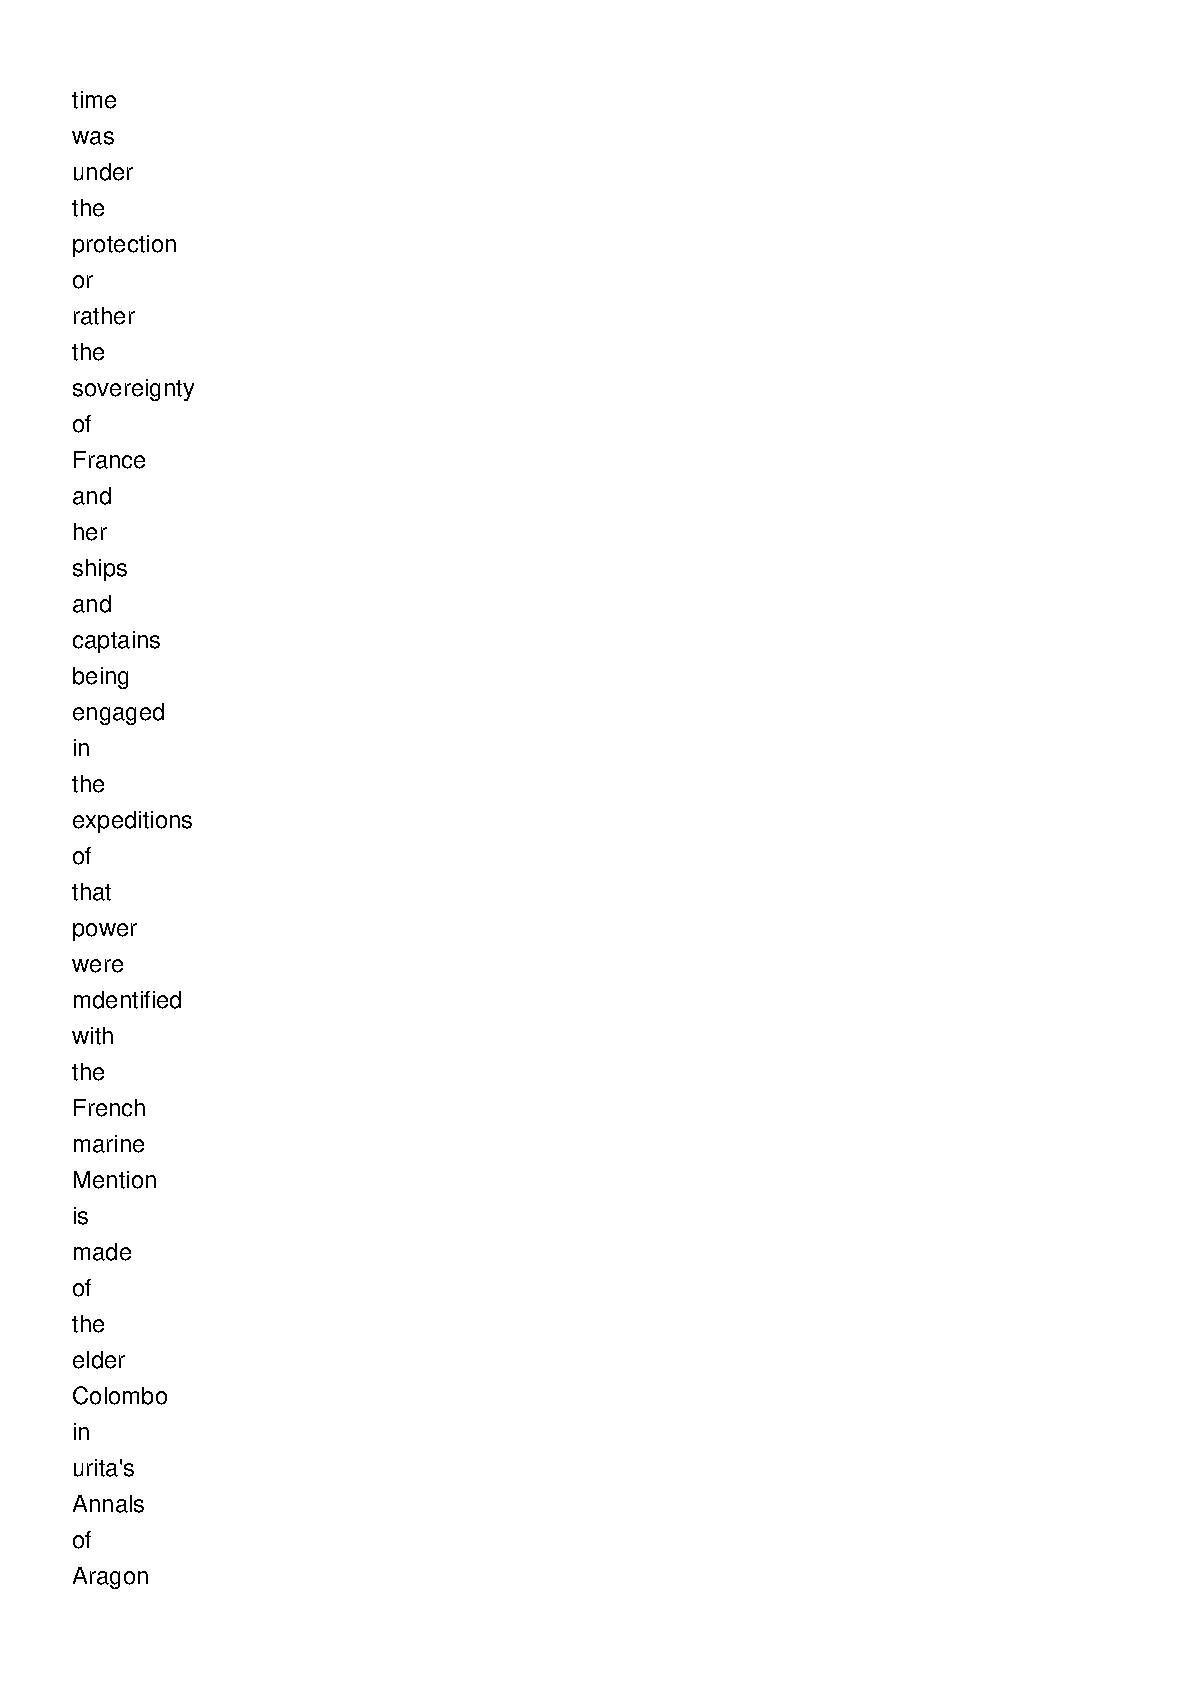 time
was
under
the
protection
or
rather
the
sovereignty
of
France
and
her
ships
and
captains
being
engaged
in
the
expeditions
of
that
power
were
mdentified
with
the
French
marine
Mention
is
made
of
the
elder
Colombo
in
urita's
Annals
of
Aragon